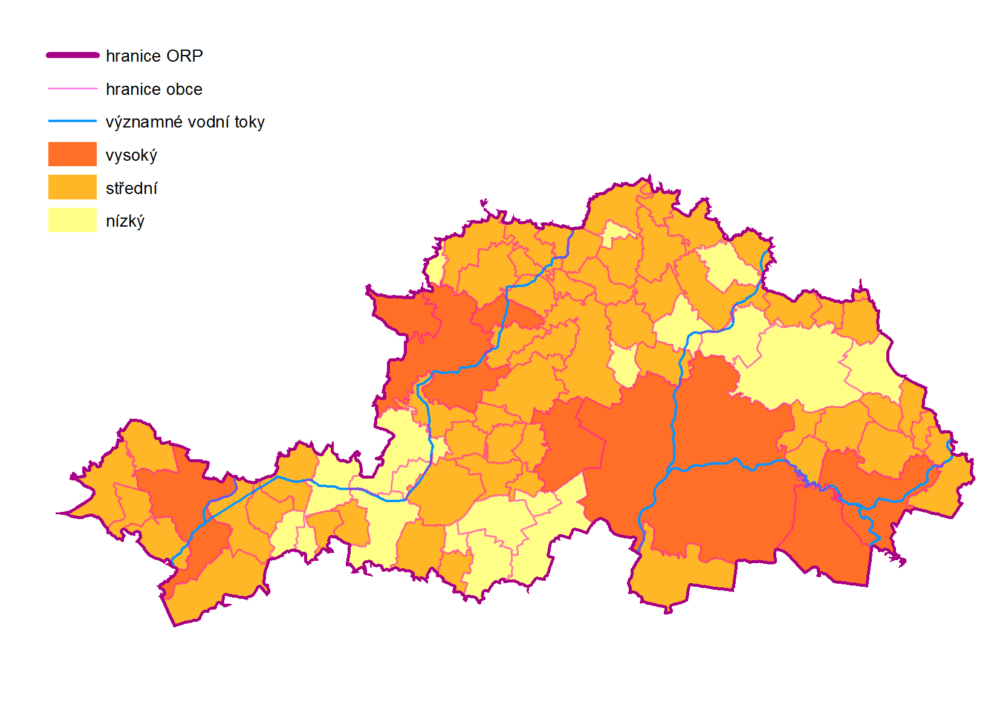 hranice ORP
hranice obce
významné vodní toky
vysoký
střední
nízký